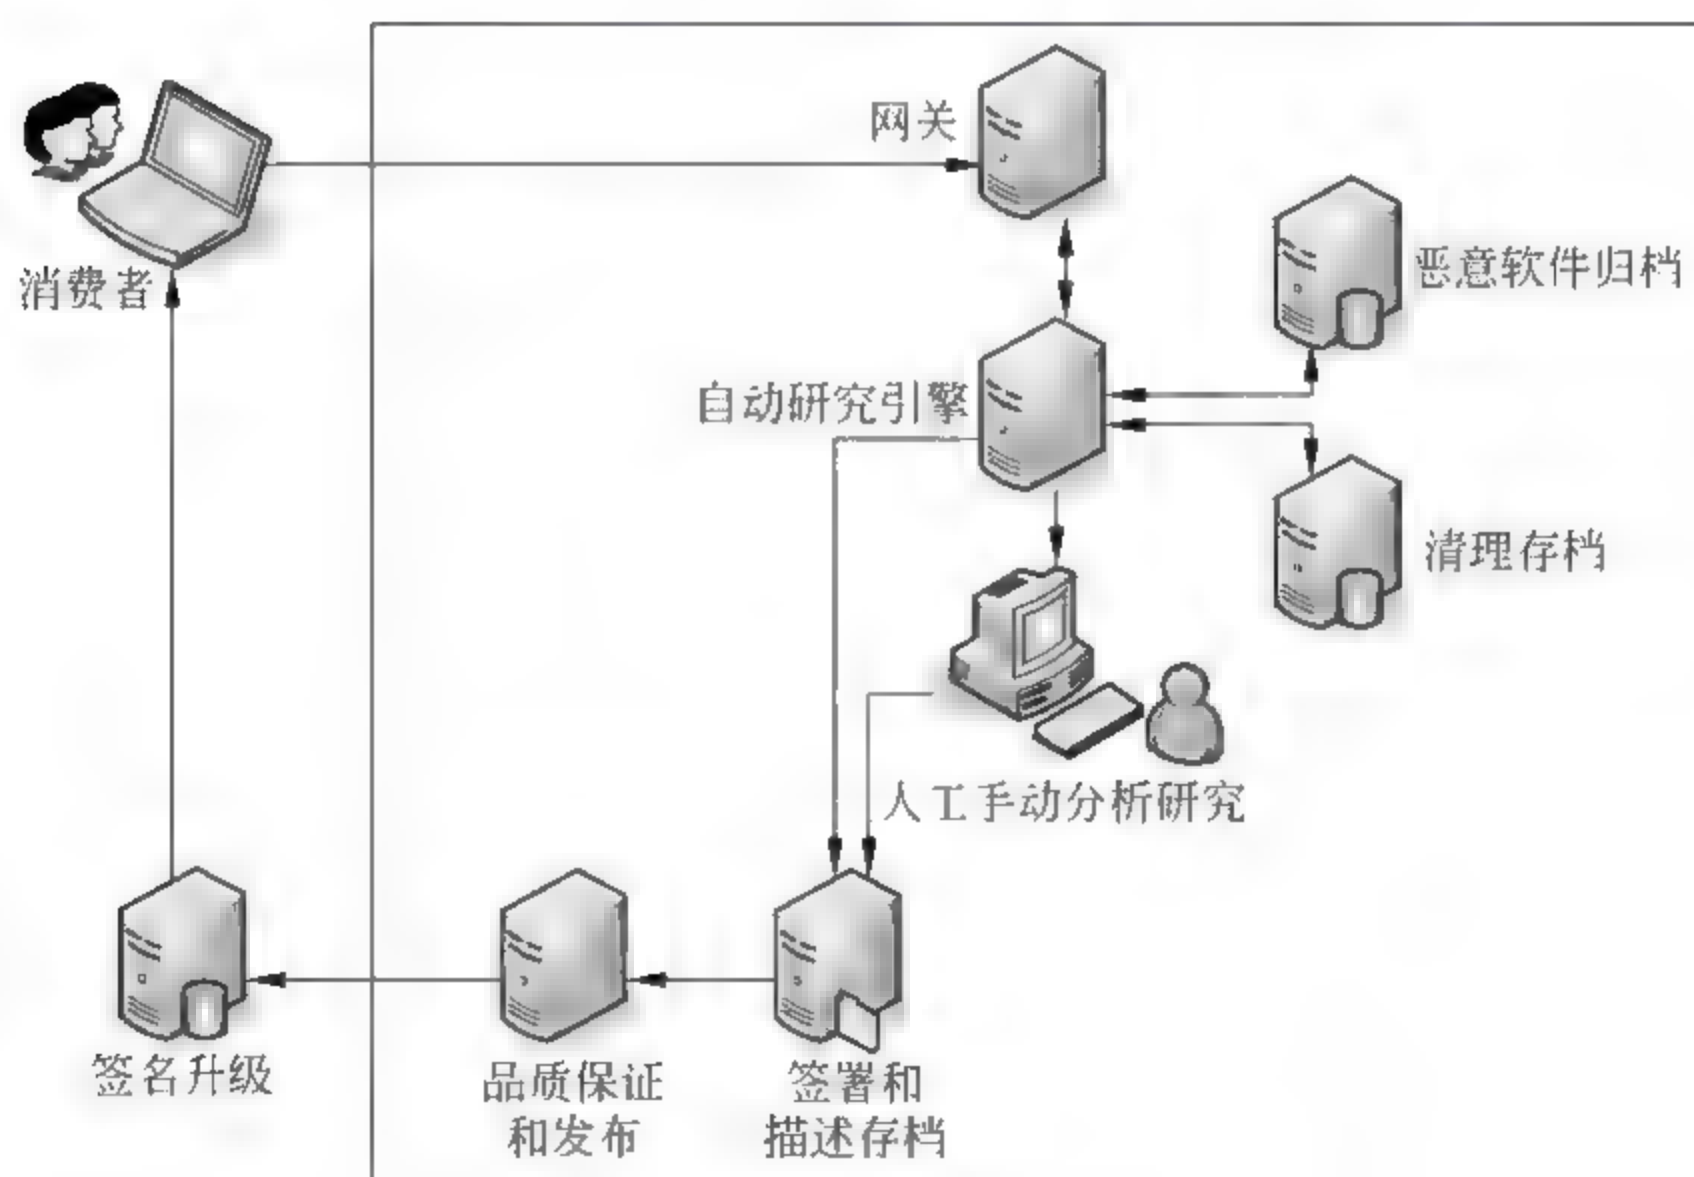 网关
消费者
恶意软件归档
自动研究引擎
清理存档
人工手动分析研究
签名升级
品质保证
和发布
签署和
描述存档